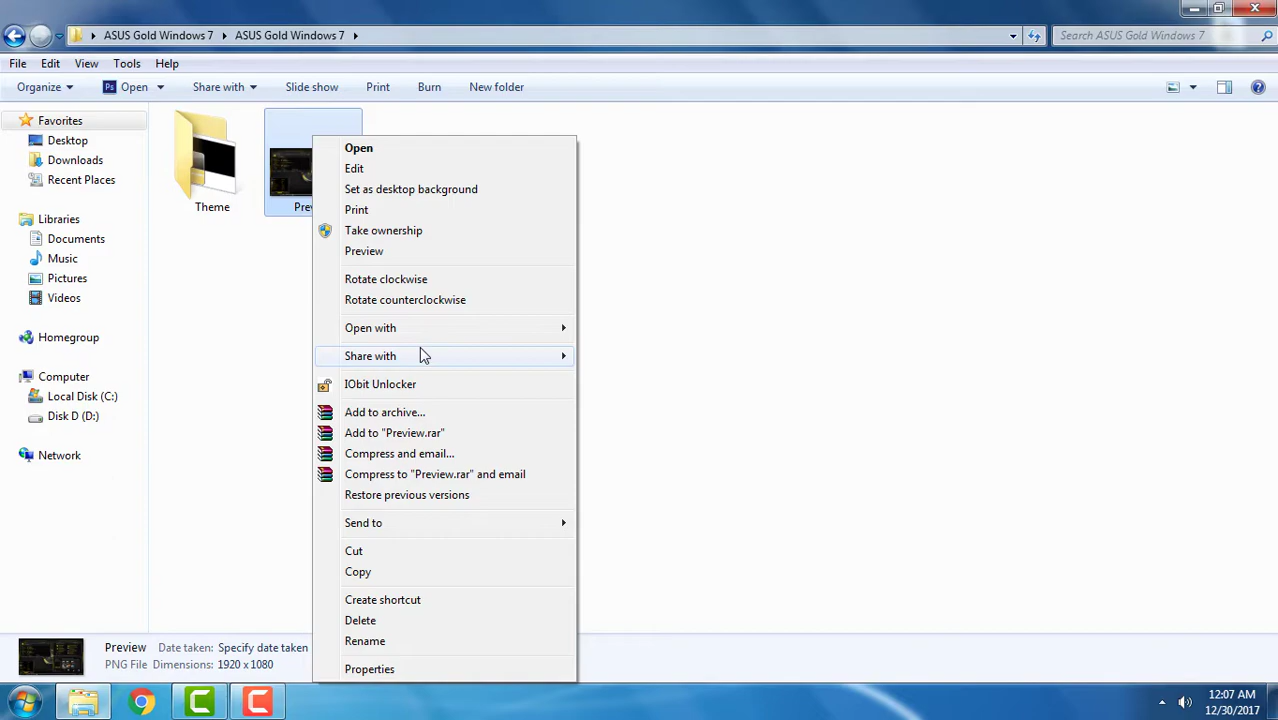 ASUS Gold Windows 7 ASUS Gold Windows 7
Search ASUS Gold Windows 7
File Edit View Tools Help
Organize Ps Open Share with Slide show Print Burn New folder
Favorites
Desktop
Downloads
Recent Places
Libraries
Documents
Music
Pictures
Videos
Homegroup
Computer
Local Disk (C:)
Disk D (D:)
Network
Theme
Open
Edit
Set as desktop background
Print
Take ownership
Preview
Rotate clockwise
Rotate counterclockwise
Open with
Share with
IObit Unlocker
Add to archive...
Add to "Preview.rar"
Compress and email...
Compress to "Preview.rar" and email
Restore previous versions
Send to
Cut
Copy
Create shortcut
Delete
Rename
Properties
Preview Date taken: Specify date taken
PNG File Dimensions: 1920 x 1080
12:07 AM
12/30/2017